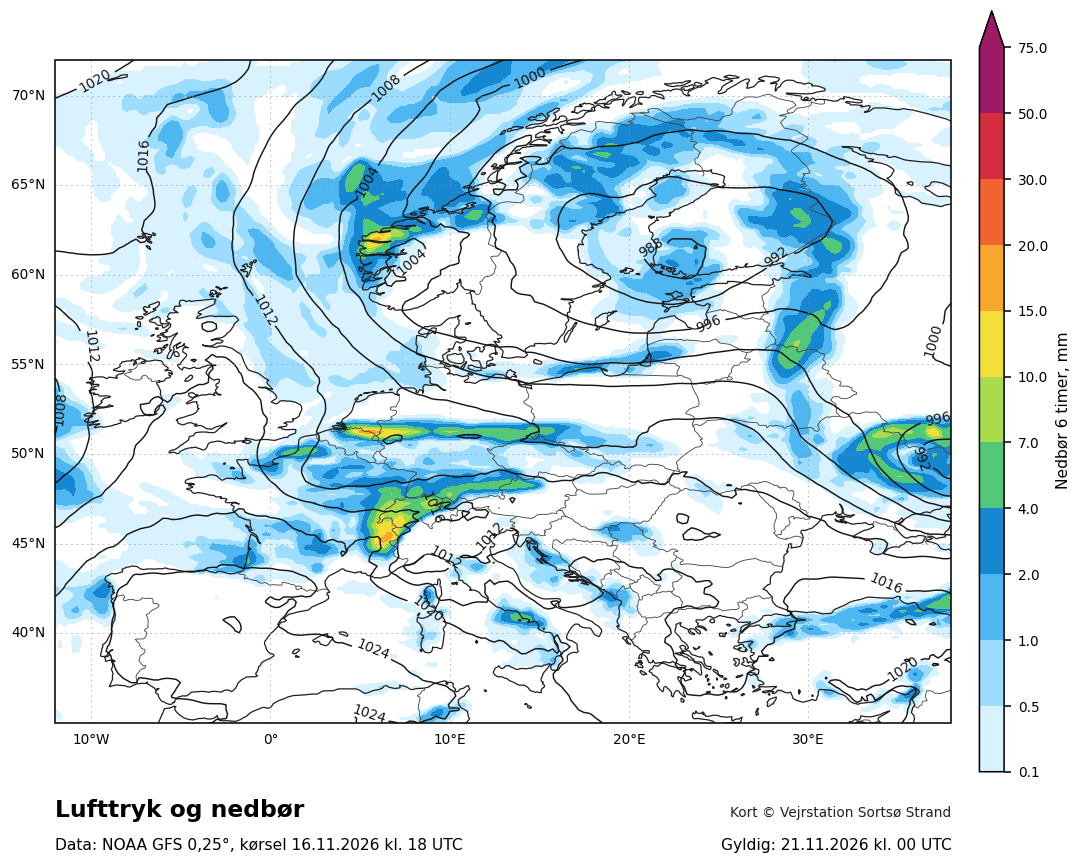 1020
1008
1000
1016
1004
1004
988
992
1012
996
1012
1000
1008
996
992
1012
1012
1016
1020
1024
1020
1024
70°N
65°N
60°N
55°N
50°N
45°N
40°N
10°W
0°
10°E
20°E
30°E
75.0
50.0
30.0
20.0
15.0
10.0
7.0
4.0
2.0
1.0
0.5
0.1
Nedbør 6 timer, mm
Lufttryk og nedbør
Kort © Vejrstation Sortsø Strand
Data: NOAA GFS 0,25°, kørsel 16.11.2026 kl. 18 UTC
Gyldig: 21.11.2026 kl. 00 UTC